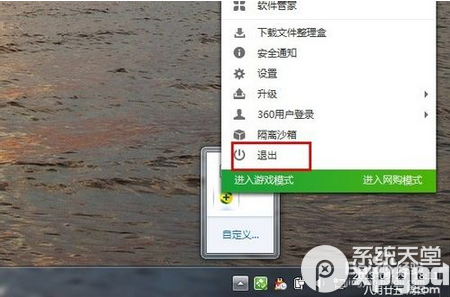 软件管家
下载文件整理盒
安全通知
设置
升级
360用户登录
隔离沙箱
退出
进入游戏模式 进入网购模式
自定义...
系统天堂
xpgod